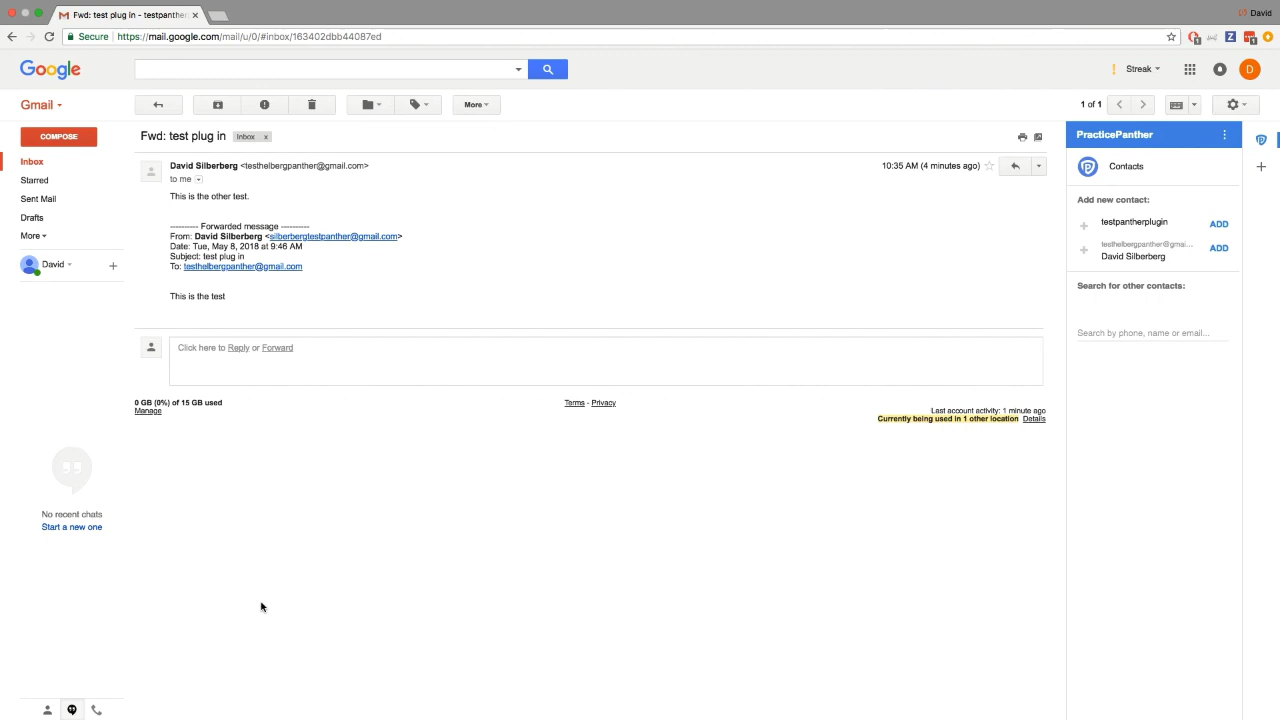 Fwd: test plug in - testpanther
David
Secure https://mail.google.com/mail/u/0/#inbox/163402dbb44087ed
Google
Streak
D
Gmail
More
1 of 1
COMPOSE
Fwd: test plug in Inbox x
PracticePanther
Inbox
Starred
Sent Mail
Drafts
More
David
David Silberberg <testhelbergpanther@gmail.com>
10:35 AM (4 minutes ago)
to me
This is the other test.
---------- Forwarded message ----------
From: David Silberberg <silberbergtestpanther@gmail.com>
Date: Tue, May 8, 2018 at 9:46 AM
Subject: test plug in
To: testhelbergpanther@gmail.com
This is the test
Click here to Reply or Forward
0 GB (0%) of 15 GB used
Manage
Terms - Privacy
Last account activity: 1 minute ago
Currently being used in 1 other location Details
Contacts
Add new contact:
testpantherplugin ADD
testhelbergpanther@gmai...
David Silberberg
ADD
Search for other contacts:
Search by phone, name or email...
No recent chats
Start a new one